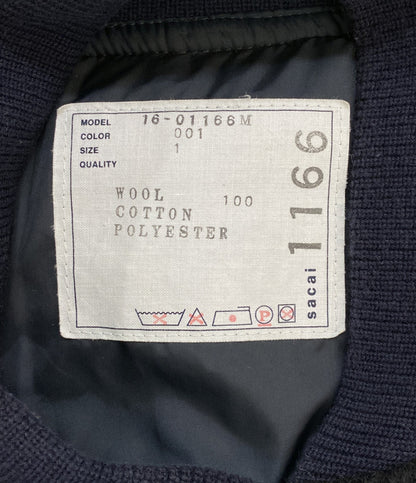 MODEL 16-01166M
COLOR 001
SIZE 1
QUALITY
WOOL 100
COTTON
POLYESTER
P
sacai 1166